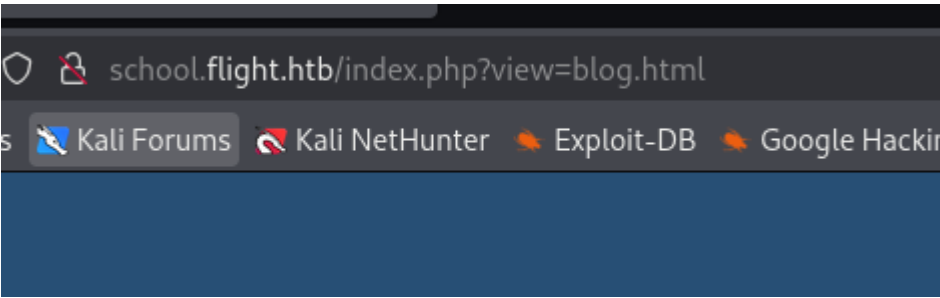 school.flight.htb/index.php?view=blog.html
s Kali Forums Kali NetHunter Exploit-DB Google Hackin